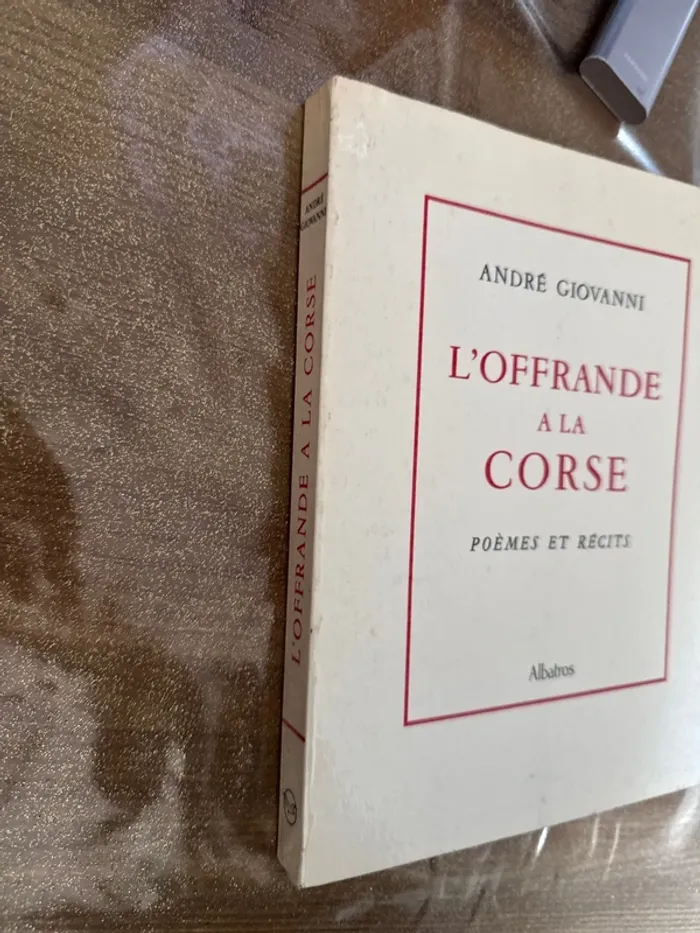 ANDRÉ
GIOVANNI
L'OFFRANDE A LA CORSE
ANDRÉ GIOVANNI
L'OFFRANDE
A LA
CORSE
POÈMES ET RÉCITS
Albatros